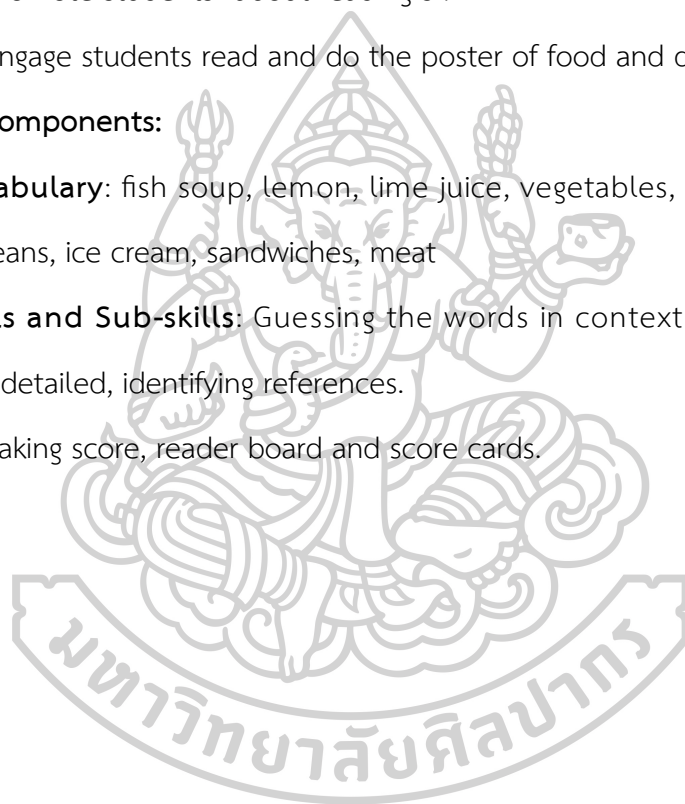 ngage students read and do the poster of food and
omponents:
abulary: fish soup, lemon, lime juice, vegetables,
eans, ice cream, sandwiches, meat
ls and Sub-skills: Guessing the words in context
detailed, identifying references.
aking score, reader board and score cards.
มหาวิทยาลัยศิลปากร